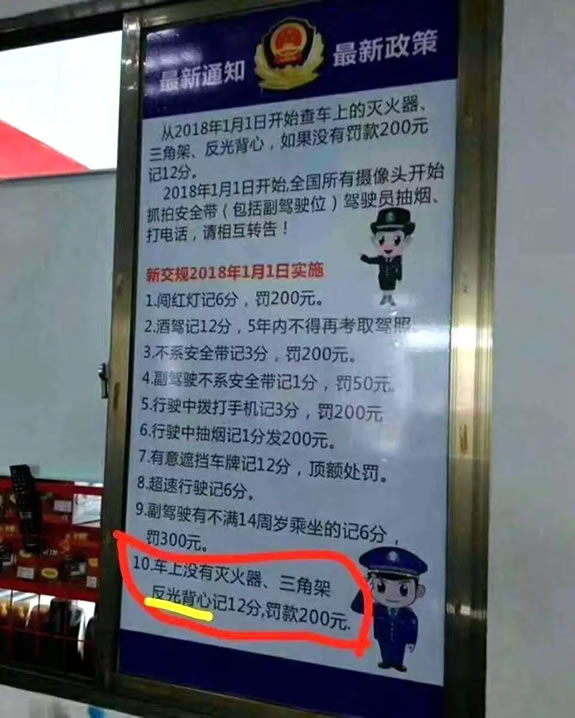 最新通知 最新政策
从2018年1月1日开始查车上的灭火器、
三角架、反光背心，如果没有罚款200元
记12分。
2018年1月1日开始,全国所有摄像头开始
抓拍安全带（包括副驾驶位）驾驶员抽烟、
打电话，请相互转告！
新交规2018年1月1日实施
1.闯红灯记6分，罚200元。
2.酒驾记12分，5年内不得再考取驾照
3.不系安全带记3分，罚200元。
4.副驾驶不系安全带记1分，罚50元.
5.行驶中拨打手机记3分，罚200元
6.行驶中抽烟记1分发200元。
7.有意遮挡车牌记12分，顶额处罚。
8.超速行驶记6分。
9.副驾驶有不满14周岁乘坐的记6分，
罚300元。
10.车上没有灭火器、三角架
反光背心记12分,罚款200元.